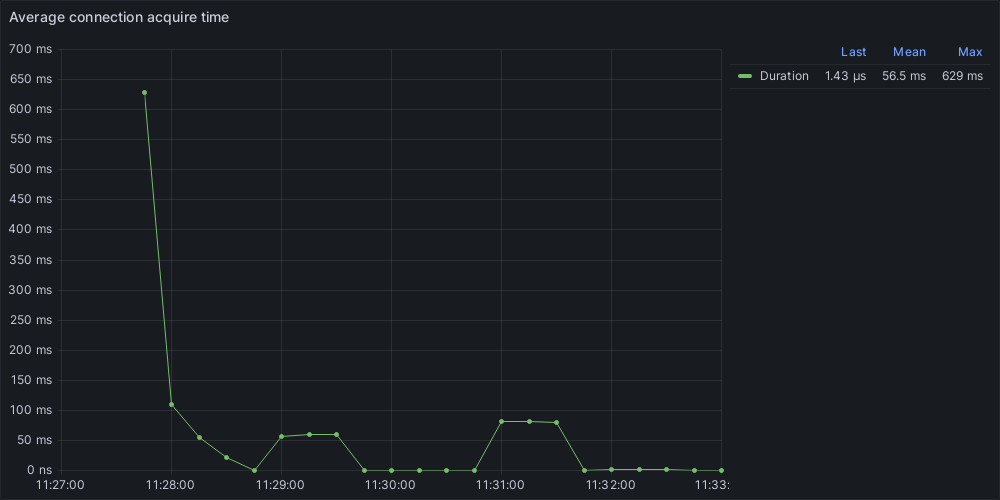 Average connection acquire time
700 ms
650 ms
600 ms
550 ms
500 ms
450 ms
400 ms
350 ms
300 ms
250 ms
200 ms
150 ms
100 ms
50 ms
0 ns
11:27:00 11:28:00 11:29:00 11:30:00 11:31:00 11:32:00 11:33:
Last Mean Max
Duration 1.43 µs 56.5 ms 629 ms